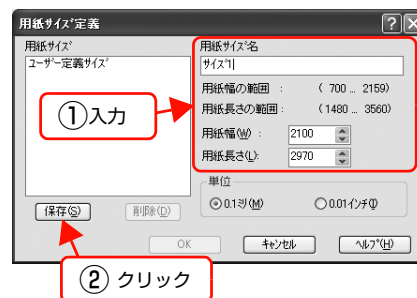 用紙サイズ定義
用紙サイズ
ユーザー定義サイズ
①入力
保存(S)
削除(D)
用紙サイズ名
サイズ1
用紙幅の範囲 : ( 700 ... 2159)
用紙長さの範囲 : (1480 ... 3560)
用紙幅(W) : 2100
用紙長さ(L): 2970
単位
0.1ミリ(M)
0.01インチ(I)
OK
キャンセル
ヘルプ(H)
② クリック